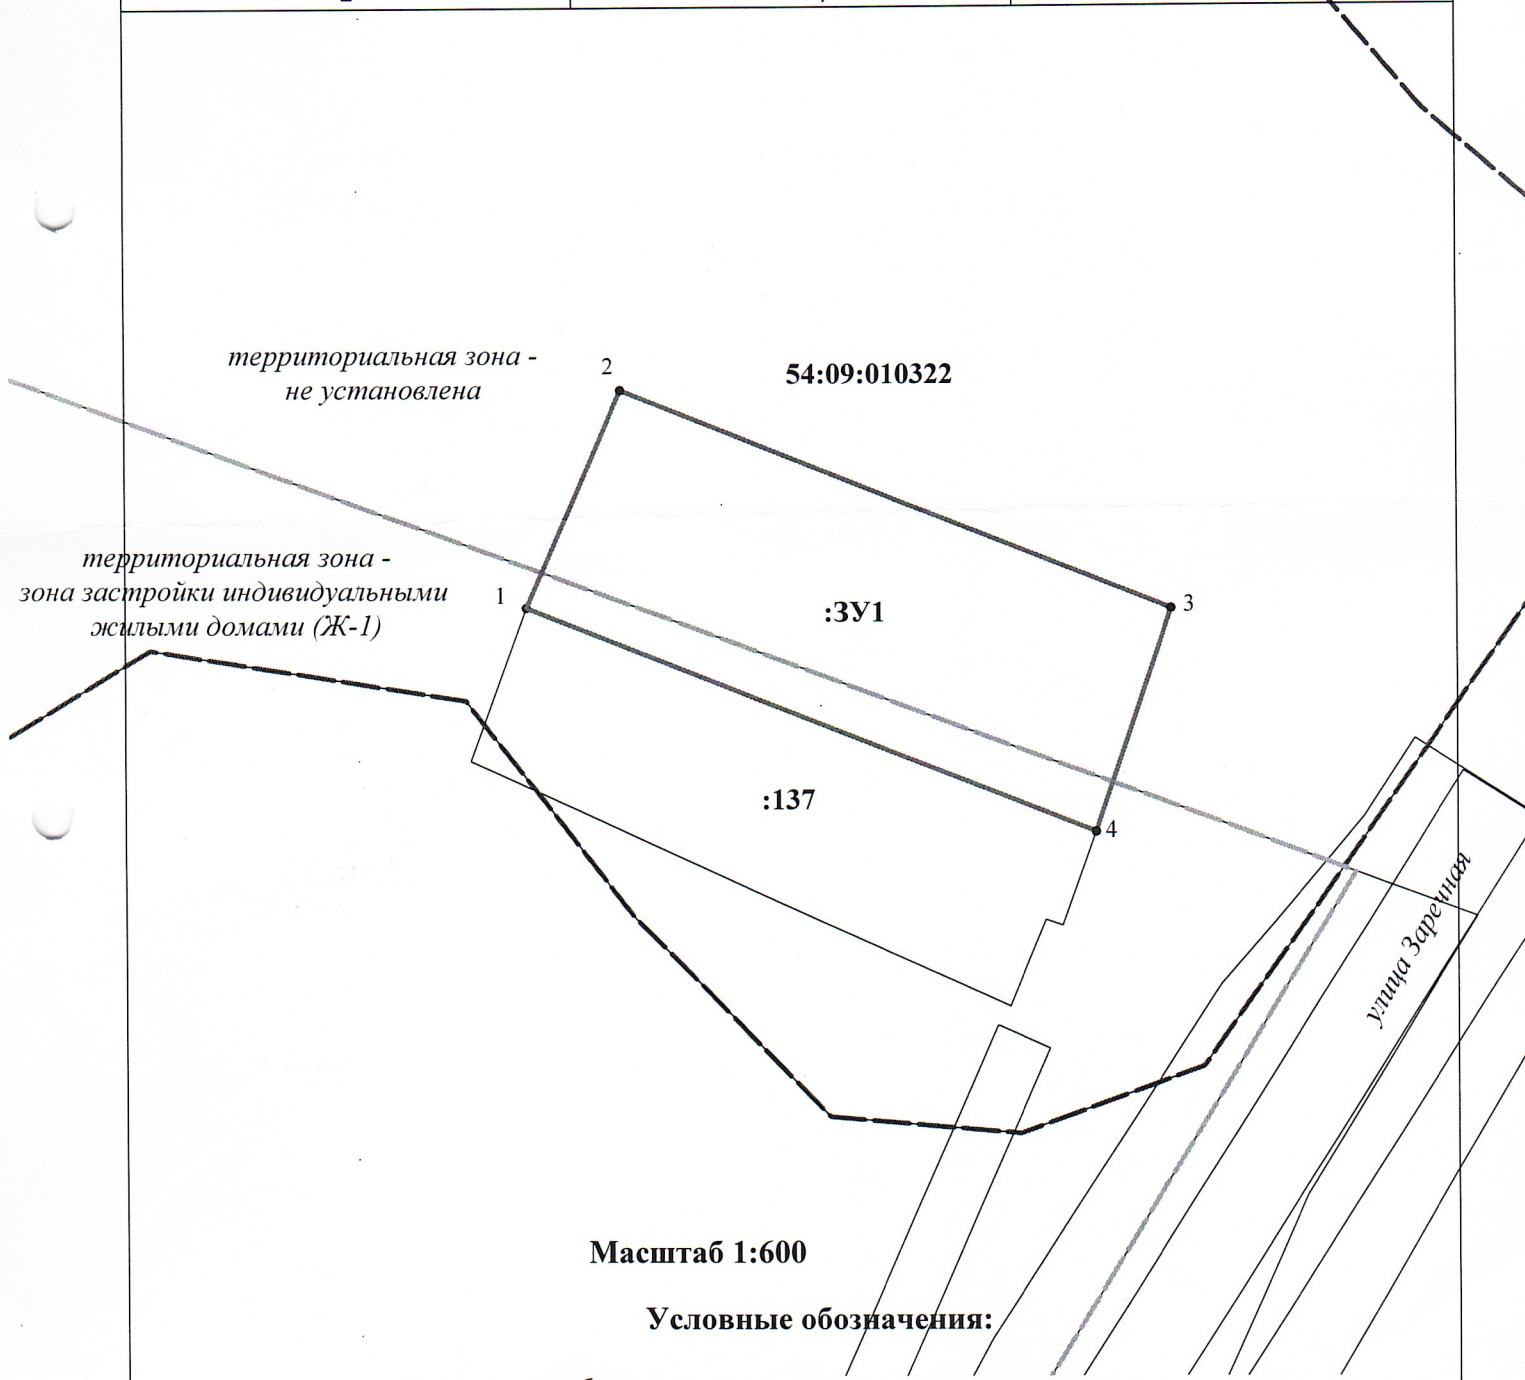 территориальная зона -
не установлена
2
54:09:010322
территориальная зона -
зона застройки индивидуальными
жилыми домами (Ж-1)
1
:ЗУ1
3
:137
4
улица Заречная
Масштаб 1:600
Условные обозначения: